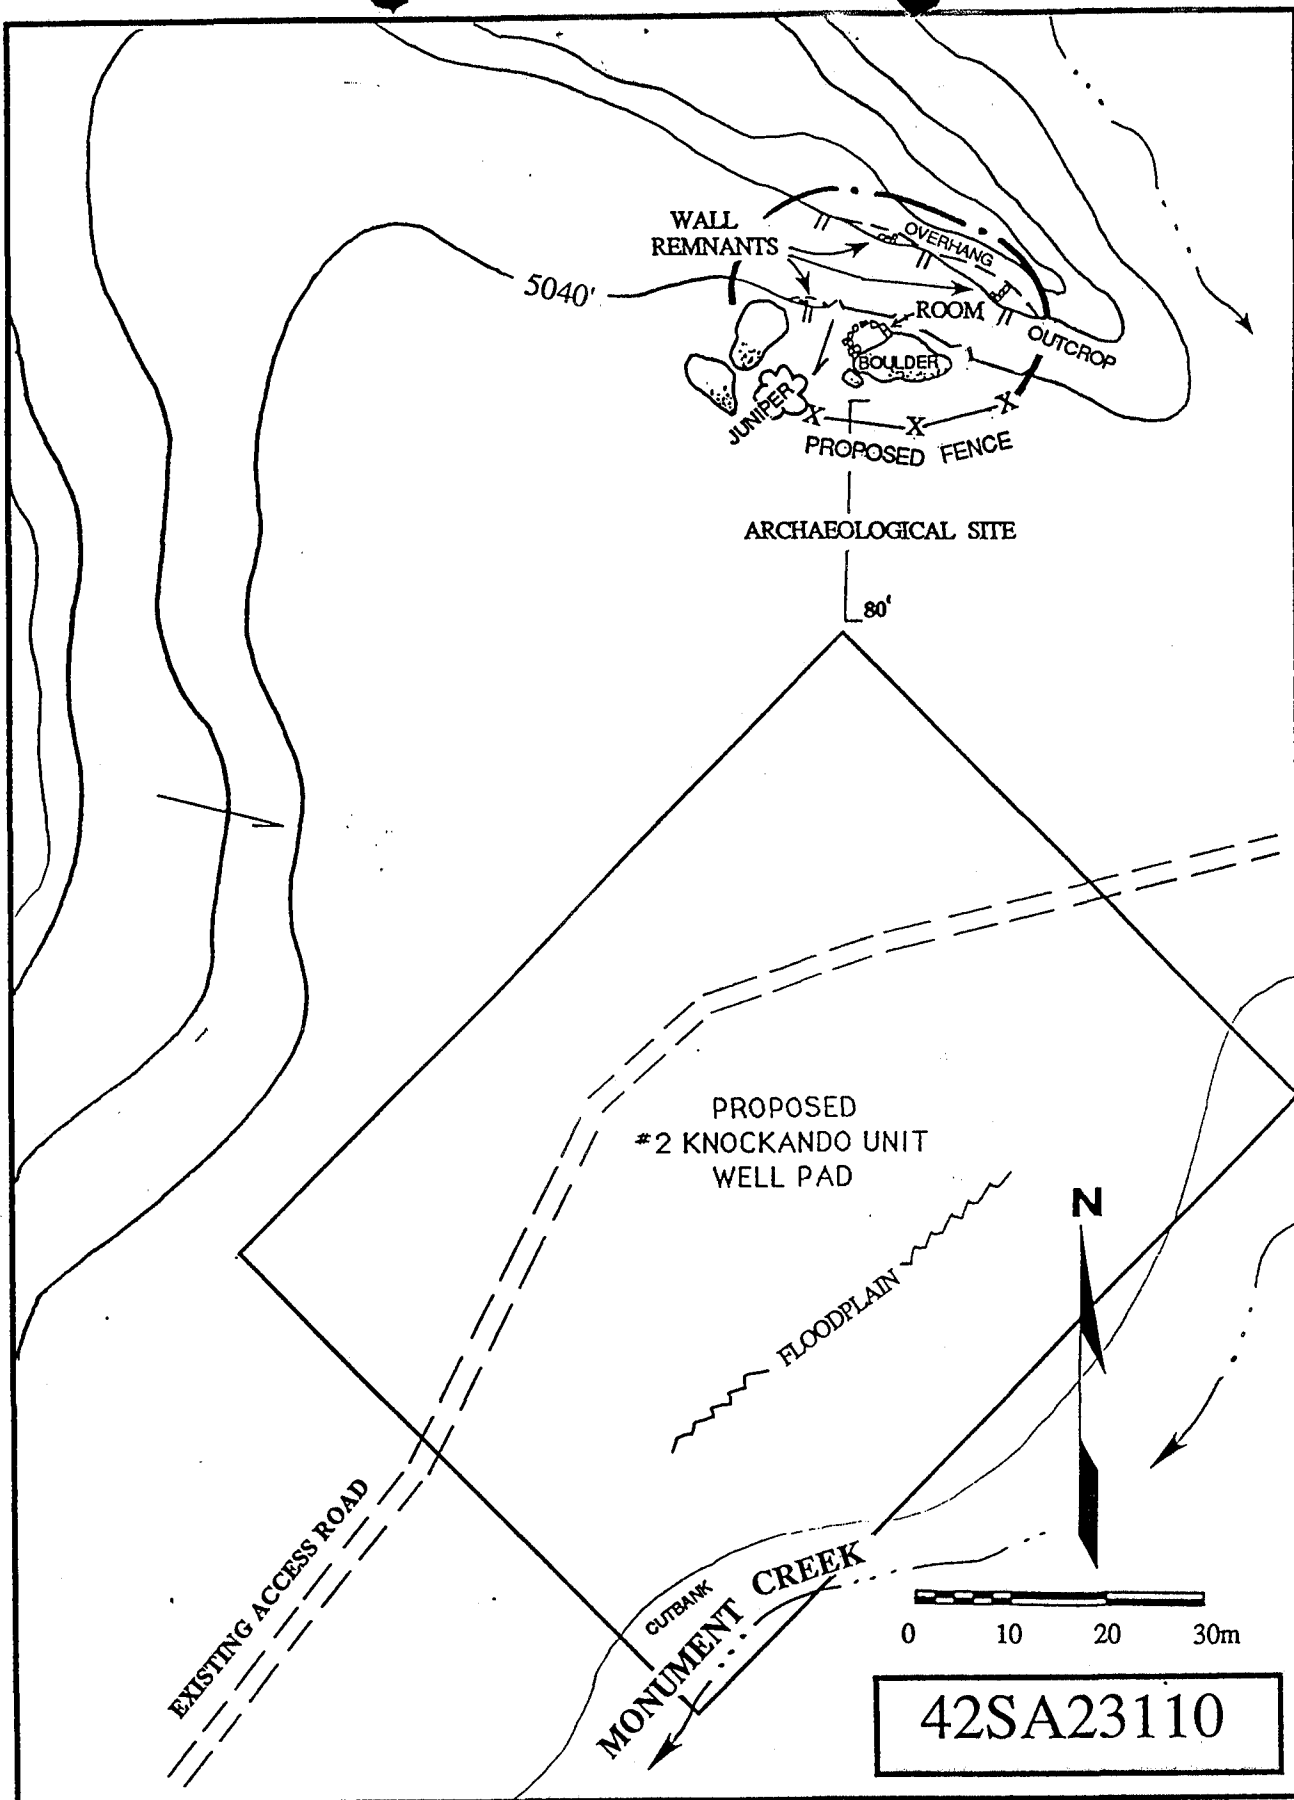 WALL
REMNANTS
OVERHANG
5040'
ROOM
OUTCROP
BOULDER
JUNIPER
X X X
PROPOSED FENCE
ARCHAEOLOGICAL SITE
80'
PROPOSED
#2 KNOCKANDO UNIT
WELL PAD
N
FLOODPLAIN
EXISTING ACCESS ROAD
CUTBANK
MONUMENT CREEK
0 10 20 30m
42SA23110